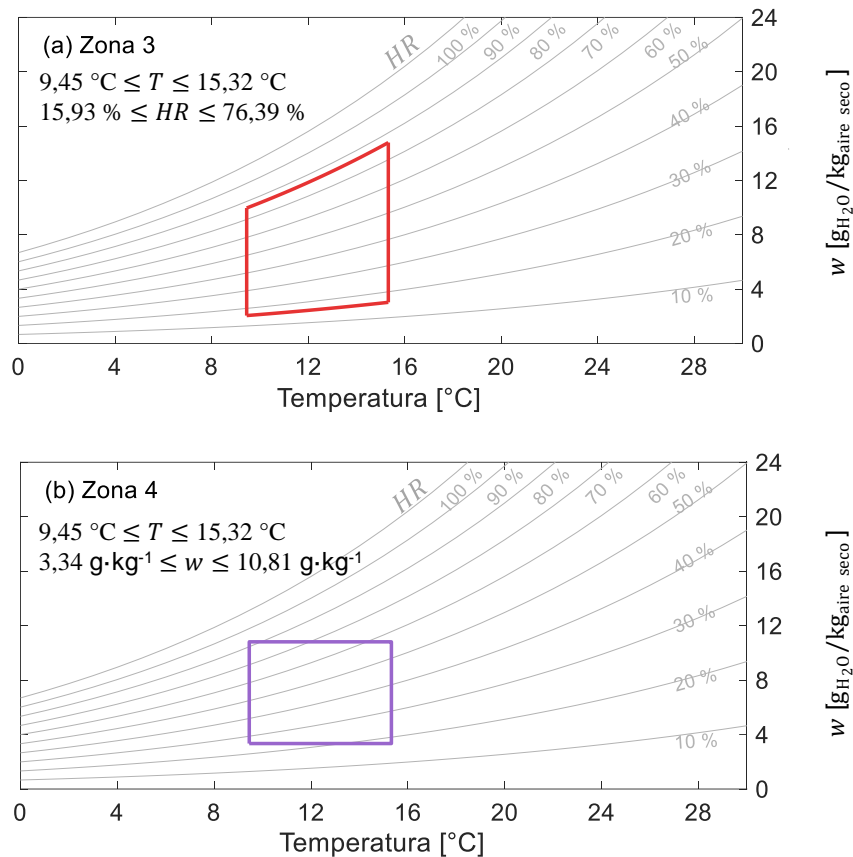 (a) Zona 3
9,45 °C ≤ T ≤ 15,32 °C
15,93 % ≤ HR ≤ 76,39 %
HR
100 %
90 %
80 %
70 %
60 %
50 %
40 %
30 %
20 %
10 %
24
20
16
12
8
4
0
w [gH2O/kgaire seco]
0 4 8 12 16 20 24 28
Temperatura [°C]
(b) Zona 4
9,45 °C ≤ T ≤ 15,32 °C
3,34 g·kg-1 ≤ w ≤ 10,81 g·kg-1
HR
100 %
90 %
80 %
70 %
60 %
50 %
40 %
30 %
20 %
10 %
24
20
16
12
8
4
0
w [gH2O/kgaire seco]
0 4 8 12 16 20 24 28
Temperatura [°C]